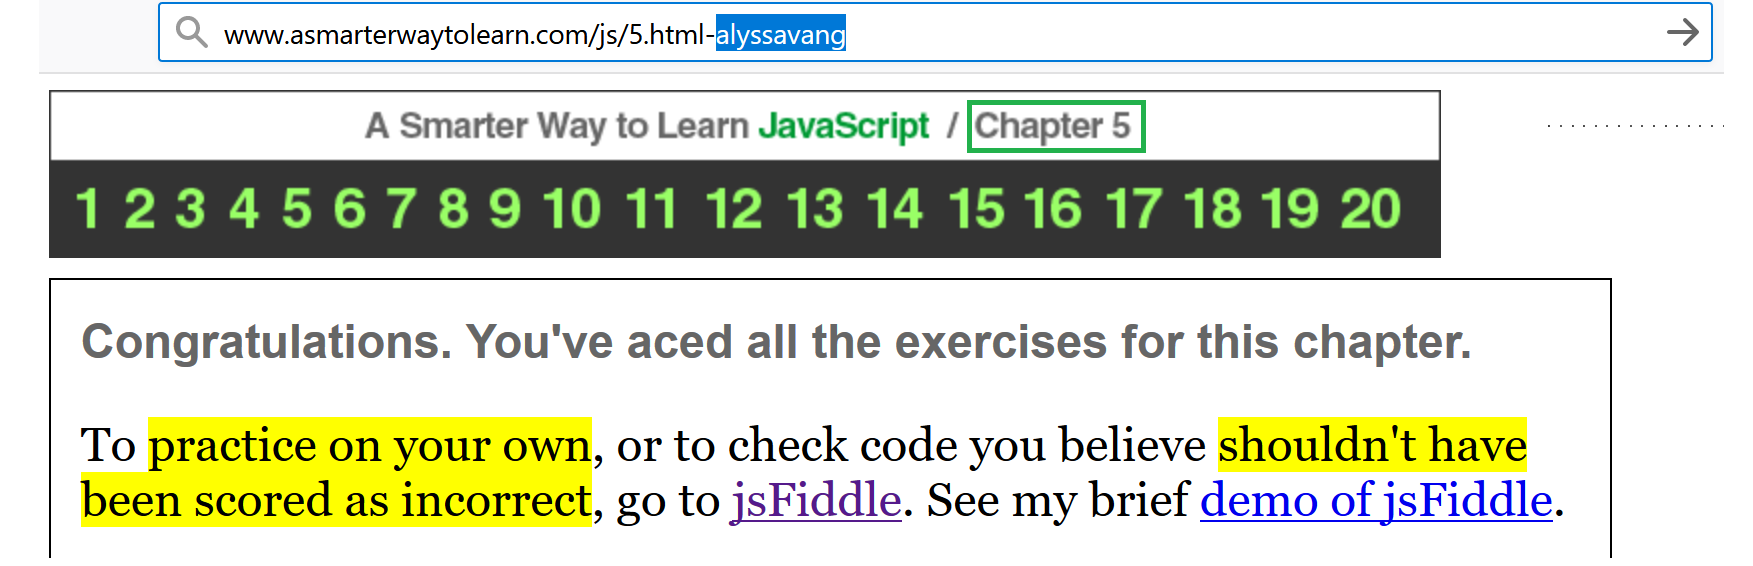 www.asmarterwaytolearn.com/js/5.html-alyssavang
A Smarter Way to Learn JavaScript / Chapter 5
1 2 3 4 5 6 7 8 9 10 11 12 13 14 15 16 17 18 19 20
Congratulations. You've aced all the exercises for this chapter.
To practice on your own, or to check code you believe shouldn't have
been scored as incorrect, go to jsFiddle. See my brief demo of jsFiddle.